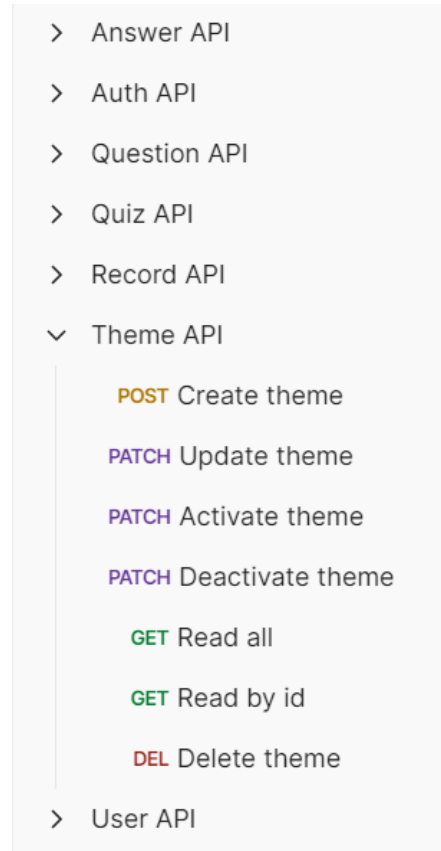 Answer API
Auth API
Question API
Quiz API
Record API
Theme API
POST Create theme
PATCH Update theme
PATCH Activate theme
PATCH Deactivate theme
GET Read all
GET Read by id
DEL Delete theme
User API